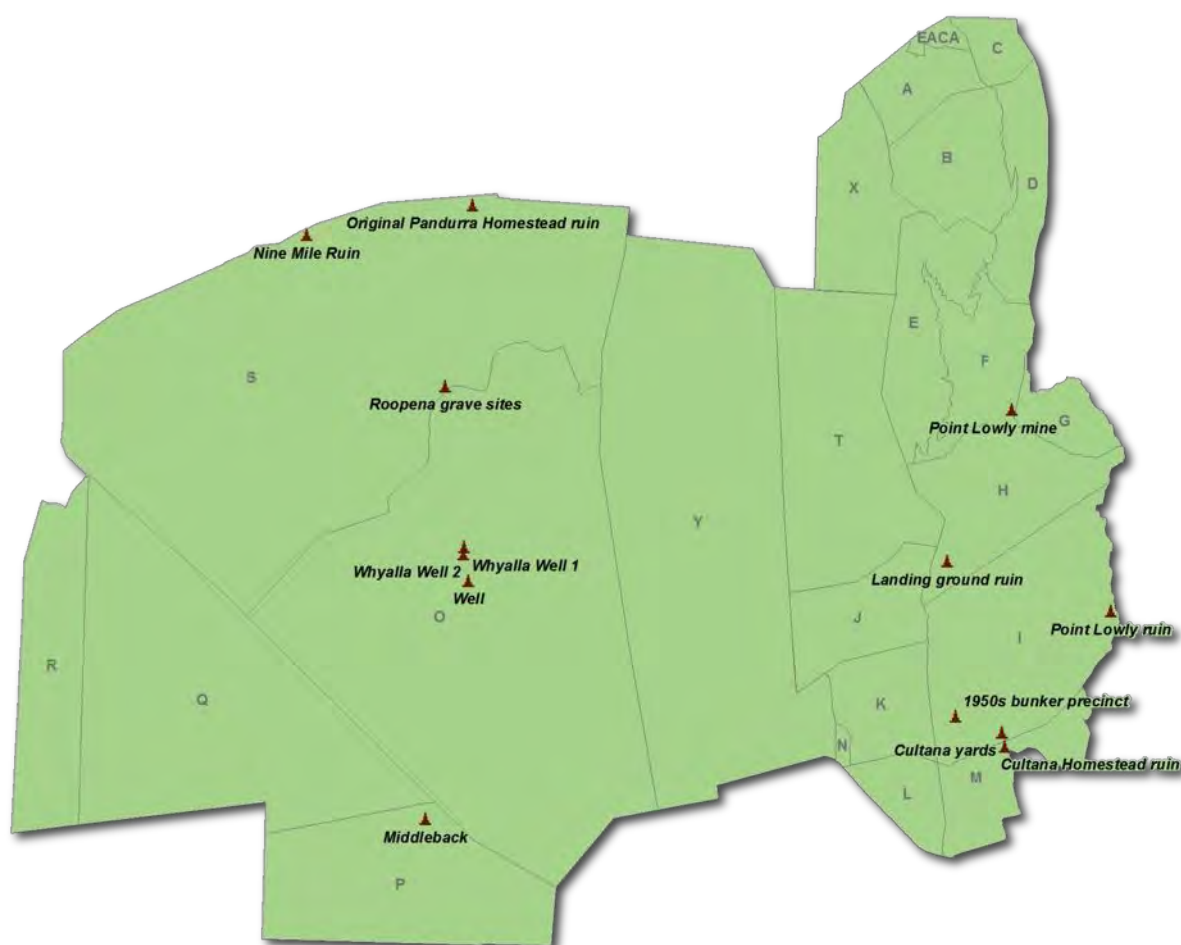 EACA
C
A
B
X
D
Original Pandurra Homestead ruin
Nine Mile Ruin
E
F
S
Roopena grave sites
Point Lowly mine
G
T
H
Y
Whyalla Well 1
Whyalla Well 2
Landing ground ruin
Well
O
J
Point Lowly ruin
I
R
Q
K
1950s bunker precinct
N
Cultana yards
Cultana Homestead ruin
M
L
Middleback
P